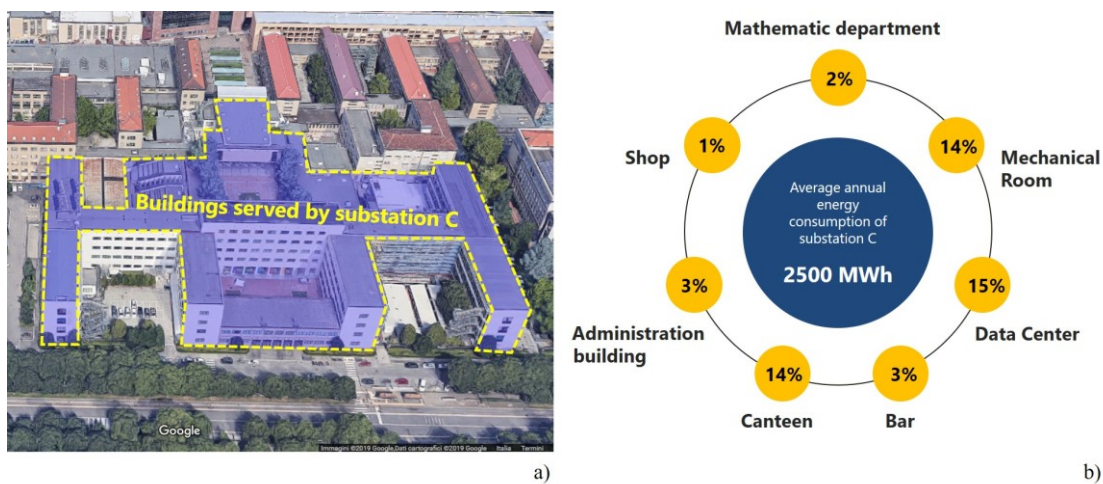 Buildings served by substation C
Google
Immagini ©2019 Google,Dati cartografici ©2019 Google Italia Termini
a)
Mathematic department
2%
1%
Shop
14%
Mechanical
Room
Average annual
energy
consumption of
substation C
2500 MWh
3%
Administration
building
15%
Data Center
14%
Canteen
3%
Bar
b)